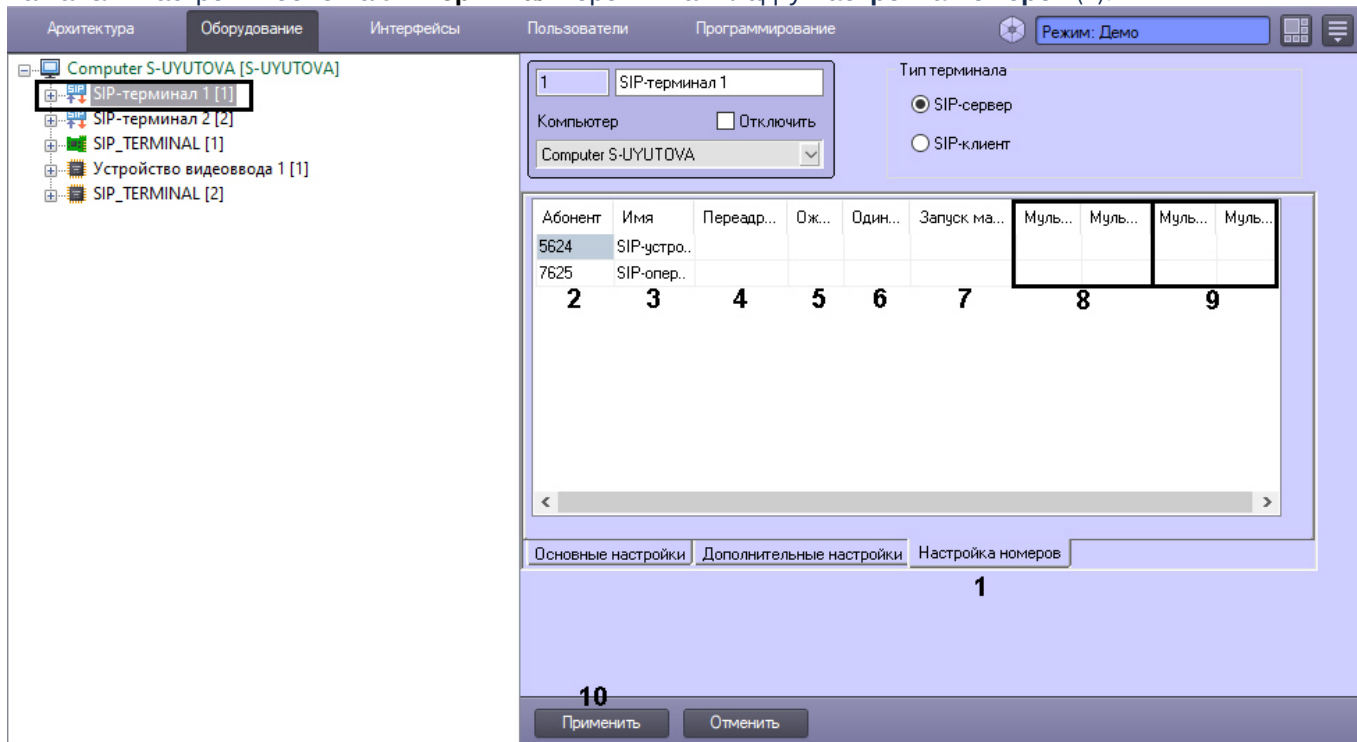 Архитектура Оборудование Интерфейсы Пользователи Программирование Режим: Демо
Computer S-UYUTOVA [S-UYUTOVA]
SIP-терминал 1 [1]
SIP-терминал 2 [2]
SIP_TERMINAL [1]
Устройство видеоввода 1 [1]
SIP_TERMINAL [2]
1 SIP-терминал 1
Компьютер Отключить
Computer S-UYUTOVA
Тип терминала
SIP-сервер
SIP-клиент
Абонент Имя Переадр... Ож... Один... Запуск ма... Муль... Муль... Муль... Муль...
5624 SIP-устро..
7625 SIP-опер..
2 3 4 5 6 7 8 9
Основные настройки Дополнительные настройки Настройка номеров
1
10
Применить Отменить